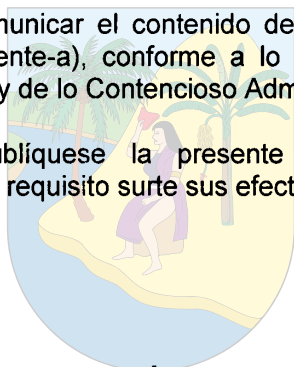 municar el contenido de
ente-a), conforme a lo
y de lo Contencioso Adm
ublíquese la presente
requisito surte sus efect